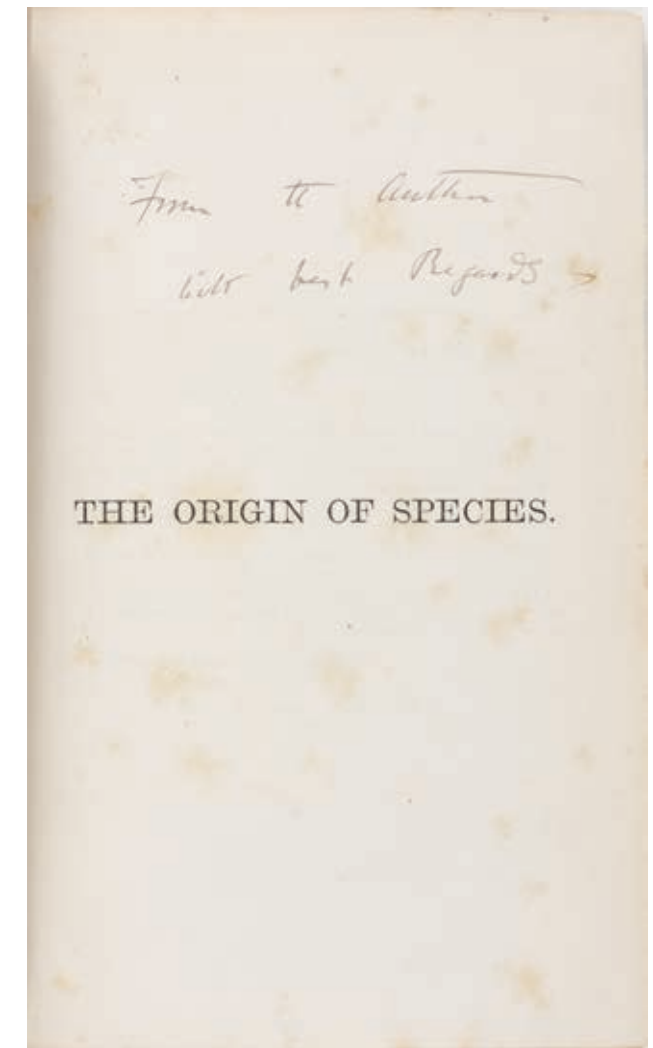 From the Author
with best Regards
THE ORIGIN OF SPECIES.